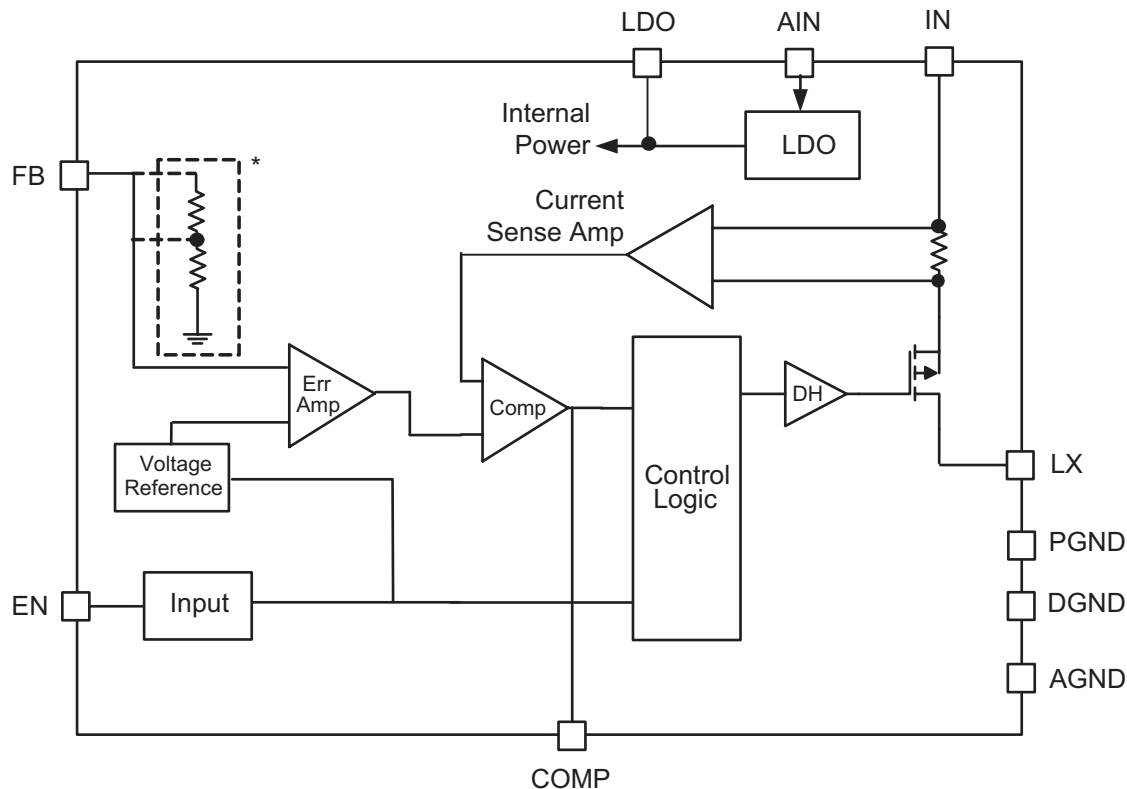 LDO
AIN
IN
Internal
Power
LDO
FB
*
Current
Sense Amp
Err
Amp
Comp
DH
Voltage
Reference
Control
Logic
LX
PGND
EN
Input
DGND
AGND
COMP